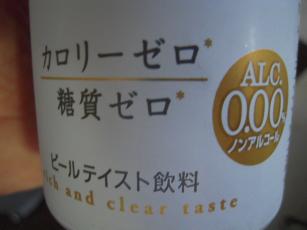 カロリーゼロ*
糖質ゼロ*
ALC.
0.00%
ノンアルコール
ビールテイスト飲料
rich and clear taste